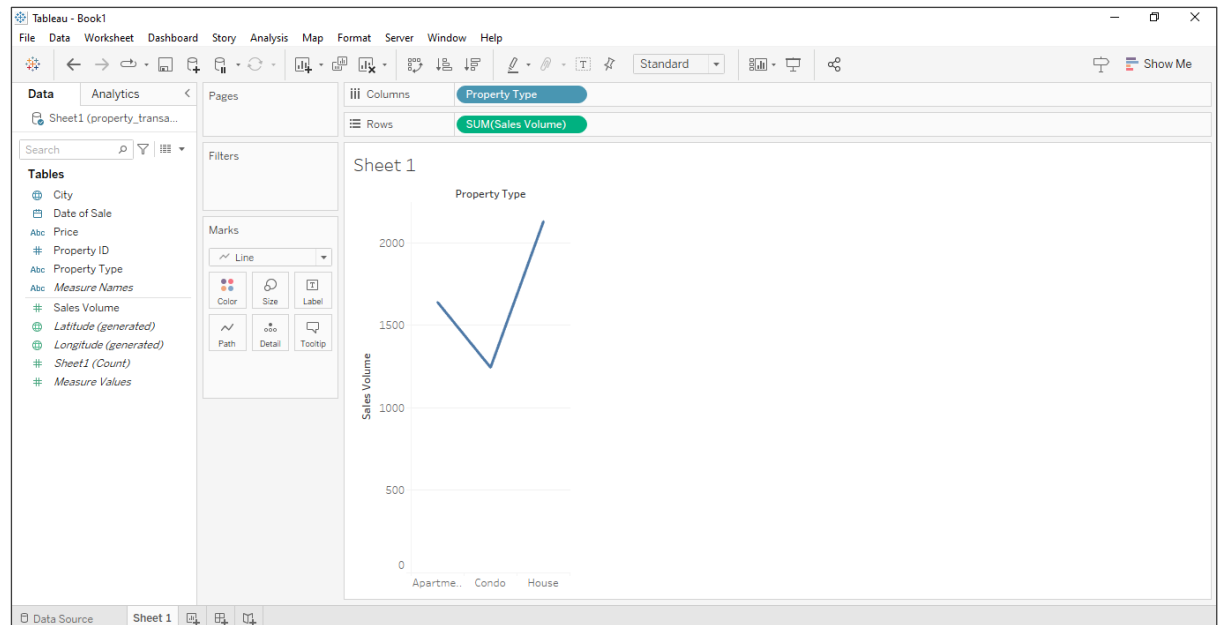 Tableau - Book1
File Data Worksheet Dashboard Story Analysis Map Format Server Window Help
Standard
Show Me
Data Analytics
Sheet1 (property_transa...
Search
Tables
City
Date of Sale
Abc Price
# Property ID
Abc Property Type
Abc Measure Names
# Sales Volume
Latitude (generated)
Longitude (generated)
# Sheet1 (Count)
# Measure Values
Pages
Filters
Marks
Line
Color Size T Label
Path Detail Tooltip
iii Columns Property Type
Rows SUM(Sales Volume)
Sheet 1
Property Type
Sales Volume
2000
1500
1000
500
0
Apartme.. Condo House
Data Source Sheet 1